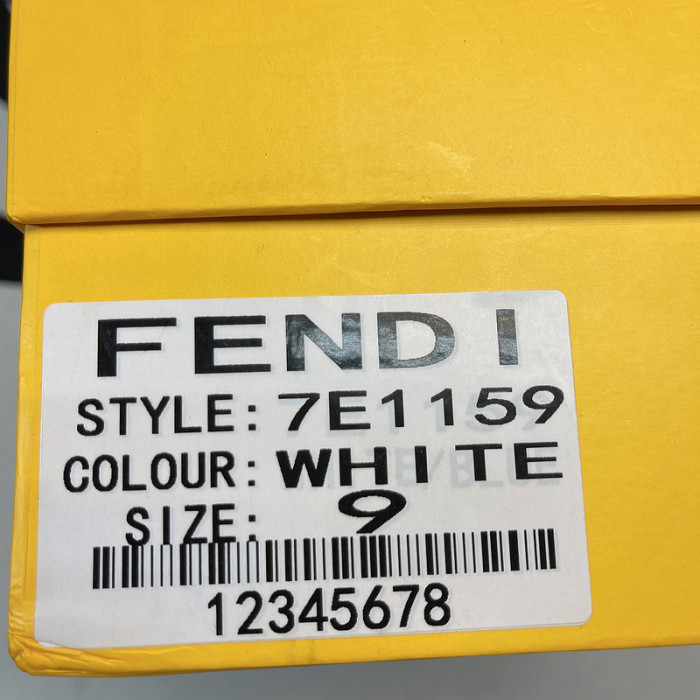 FENDI
STYLE: 7E1159
COLOUR: WHITE
SIZE: 9
12345678